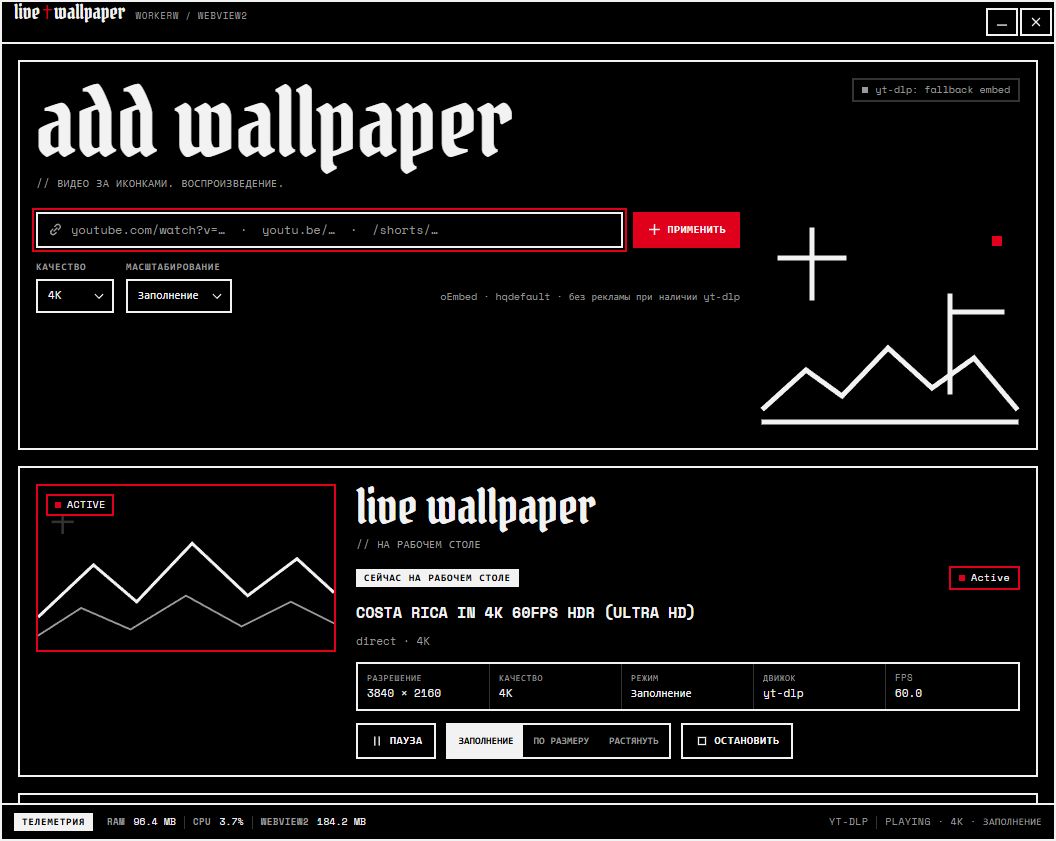 live†wallpaper WORKERW / WEBVIEW2
add wallpaper
yt-dlp: fallback embed
// ВИДЕО ЗА ИКОНКАМИ. ВОСПРОИЗВЕДЕНИЕ.
youtube.com/watch?v=… · youtu.be/… · /shorts/…
ПРИМЕНИТЬ
КАЧЕСТВО МАСШТАБИРОВАНИЕ
4K Заполнение
oEmbed · hqdefault · без рекламы при наличии yt-dlp
ACTIVE
live wallpaper
// НА РАБОЧЕМ СТОЛЕ
СЕЙЧАС НА РАБОЧЕМ СТОЛЕ
Active
COSTA RICA IN 4K 60FPS HDR (ULTRA HD)
direct · 4K
РАЗРЕШЕНИЕ КАЧЕСТВО РЕЖИМ ДВИЖОК FPS
3840 × 2160 4K Заполнение yt-dlp 60.0
ПАУЗА ЗАПОЛНЕНИЕ ПО РАЗМЕРУ РАСТЯНУТЬ ОСТАНОВИТЬ
ТЕЛЕМЕТРИЯ RAM 96.4 MB CPU 3.7% WEBVIEW2 184.2 MB YT-DLP PLAYING · 4K · ЗАПОЛНЕНИЕ